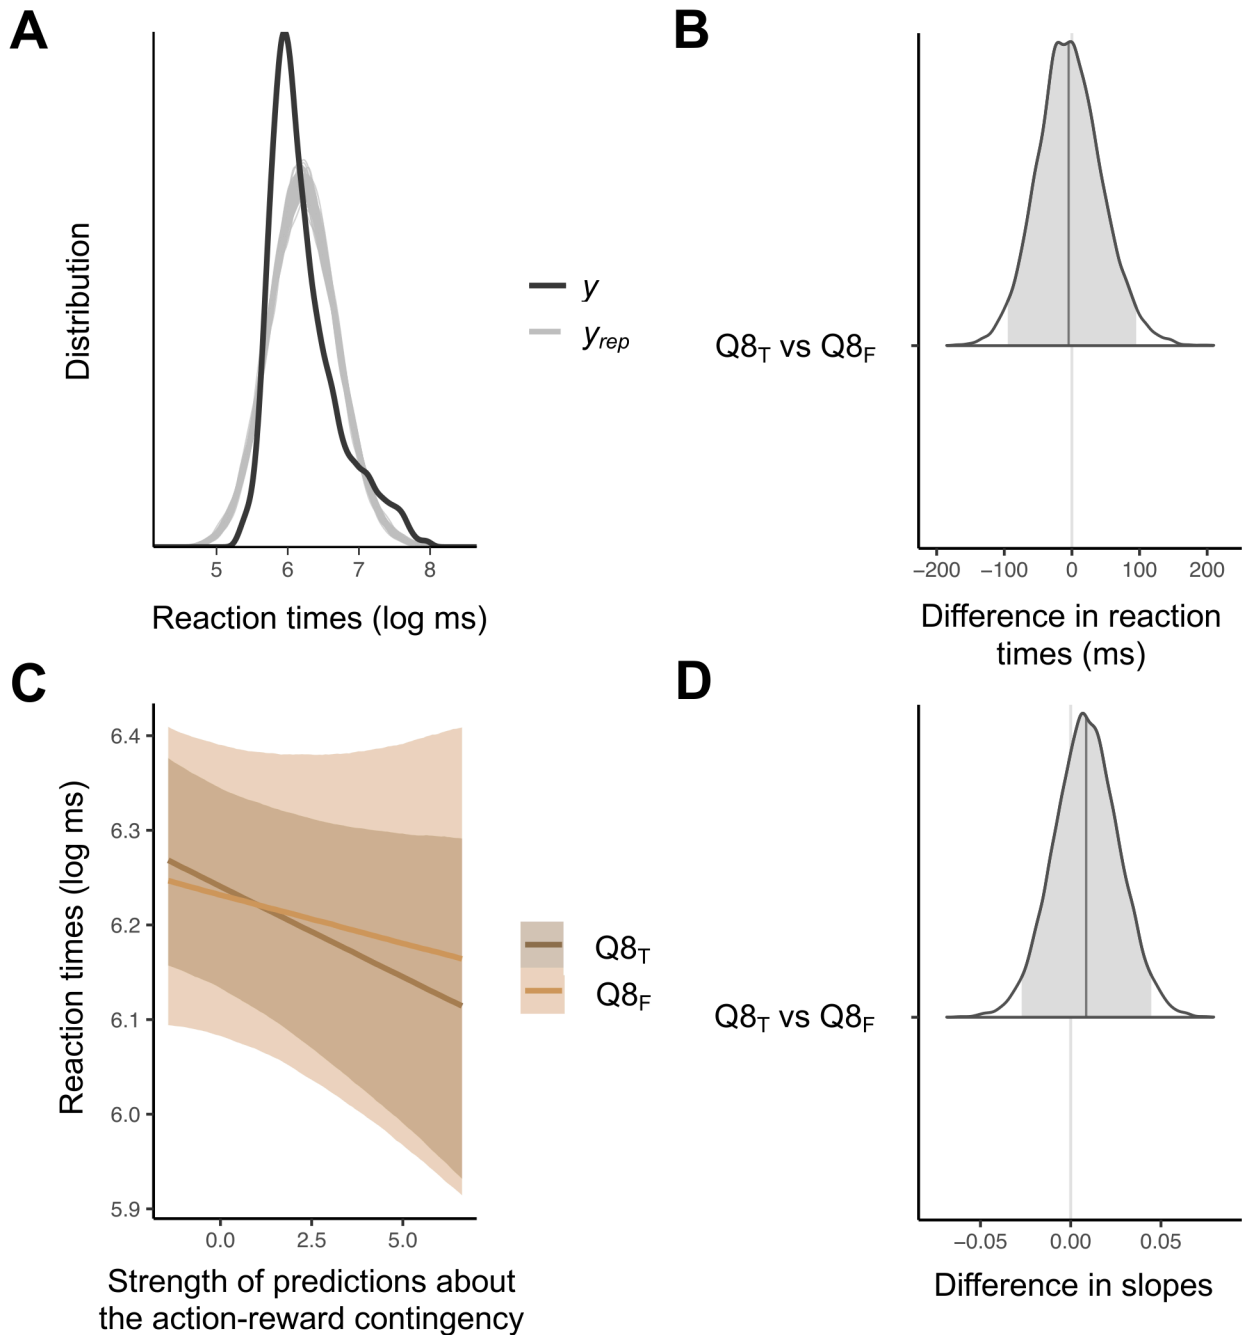 A
Distribution
5 6 7 8
Reaction times (log ms)
y
yrep
B
Q8T vs Q8F
−200 −100 0 100 200
Difference in reaction
times (ms)
C
Reaction times (log ms)
6.4
6.3
6.2
6.1
6.0
5.9
0.0 2.5 5.0
Strength of predictions about
the action-reward contingency
Q8T
Q8F
D
Q8T vs Q8F
−0.05 0.00 0.05
Difference in slopes